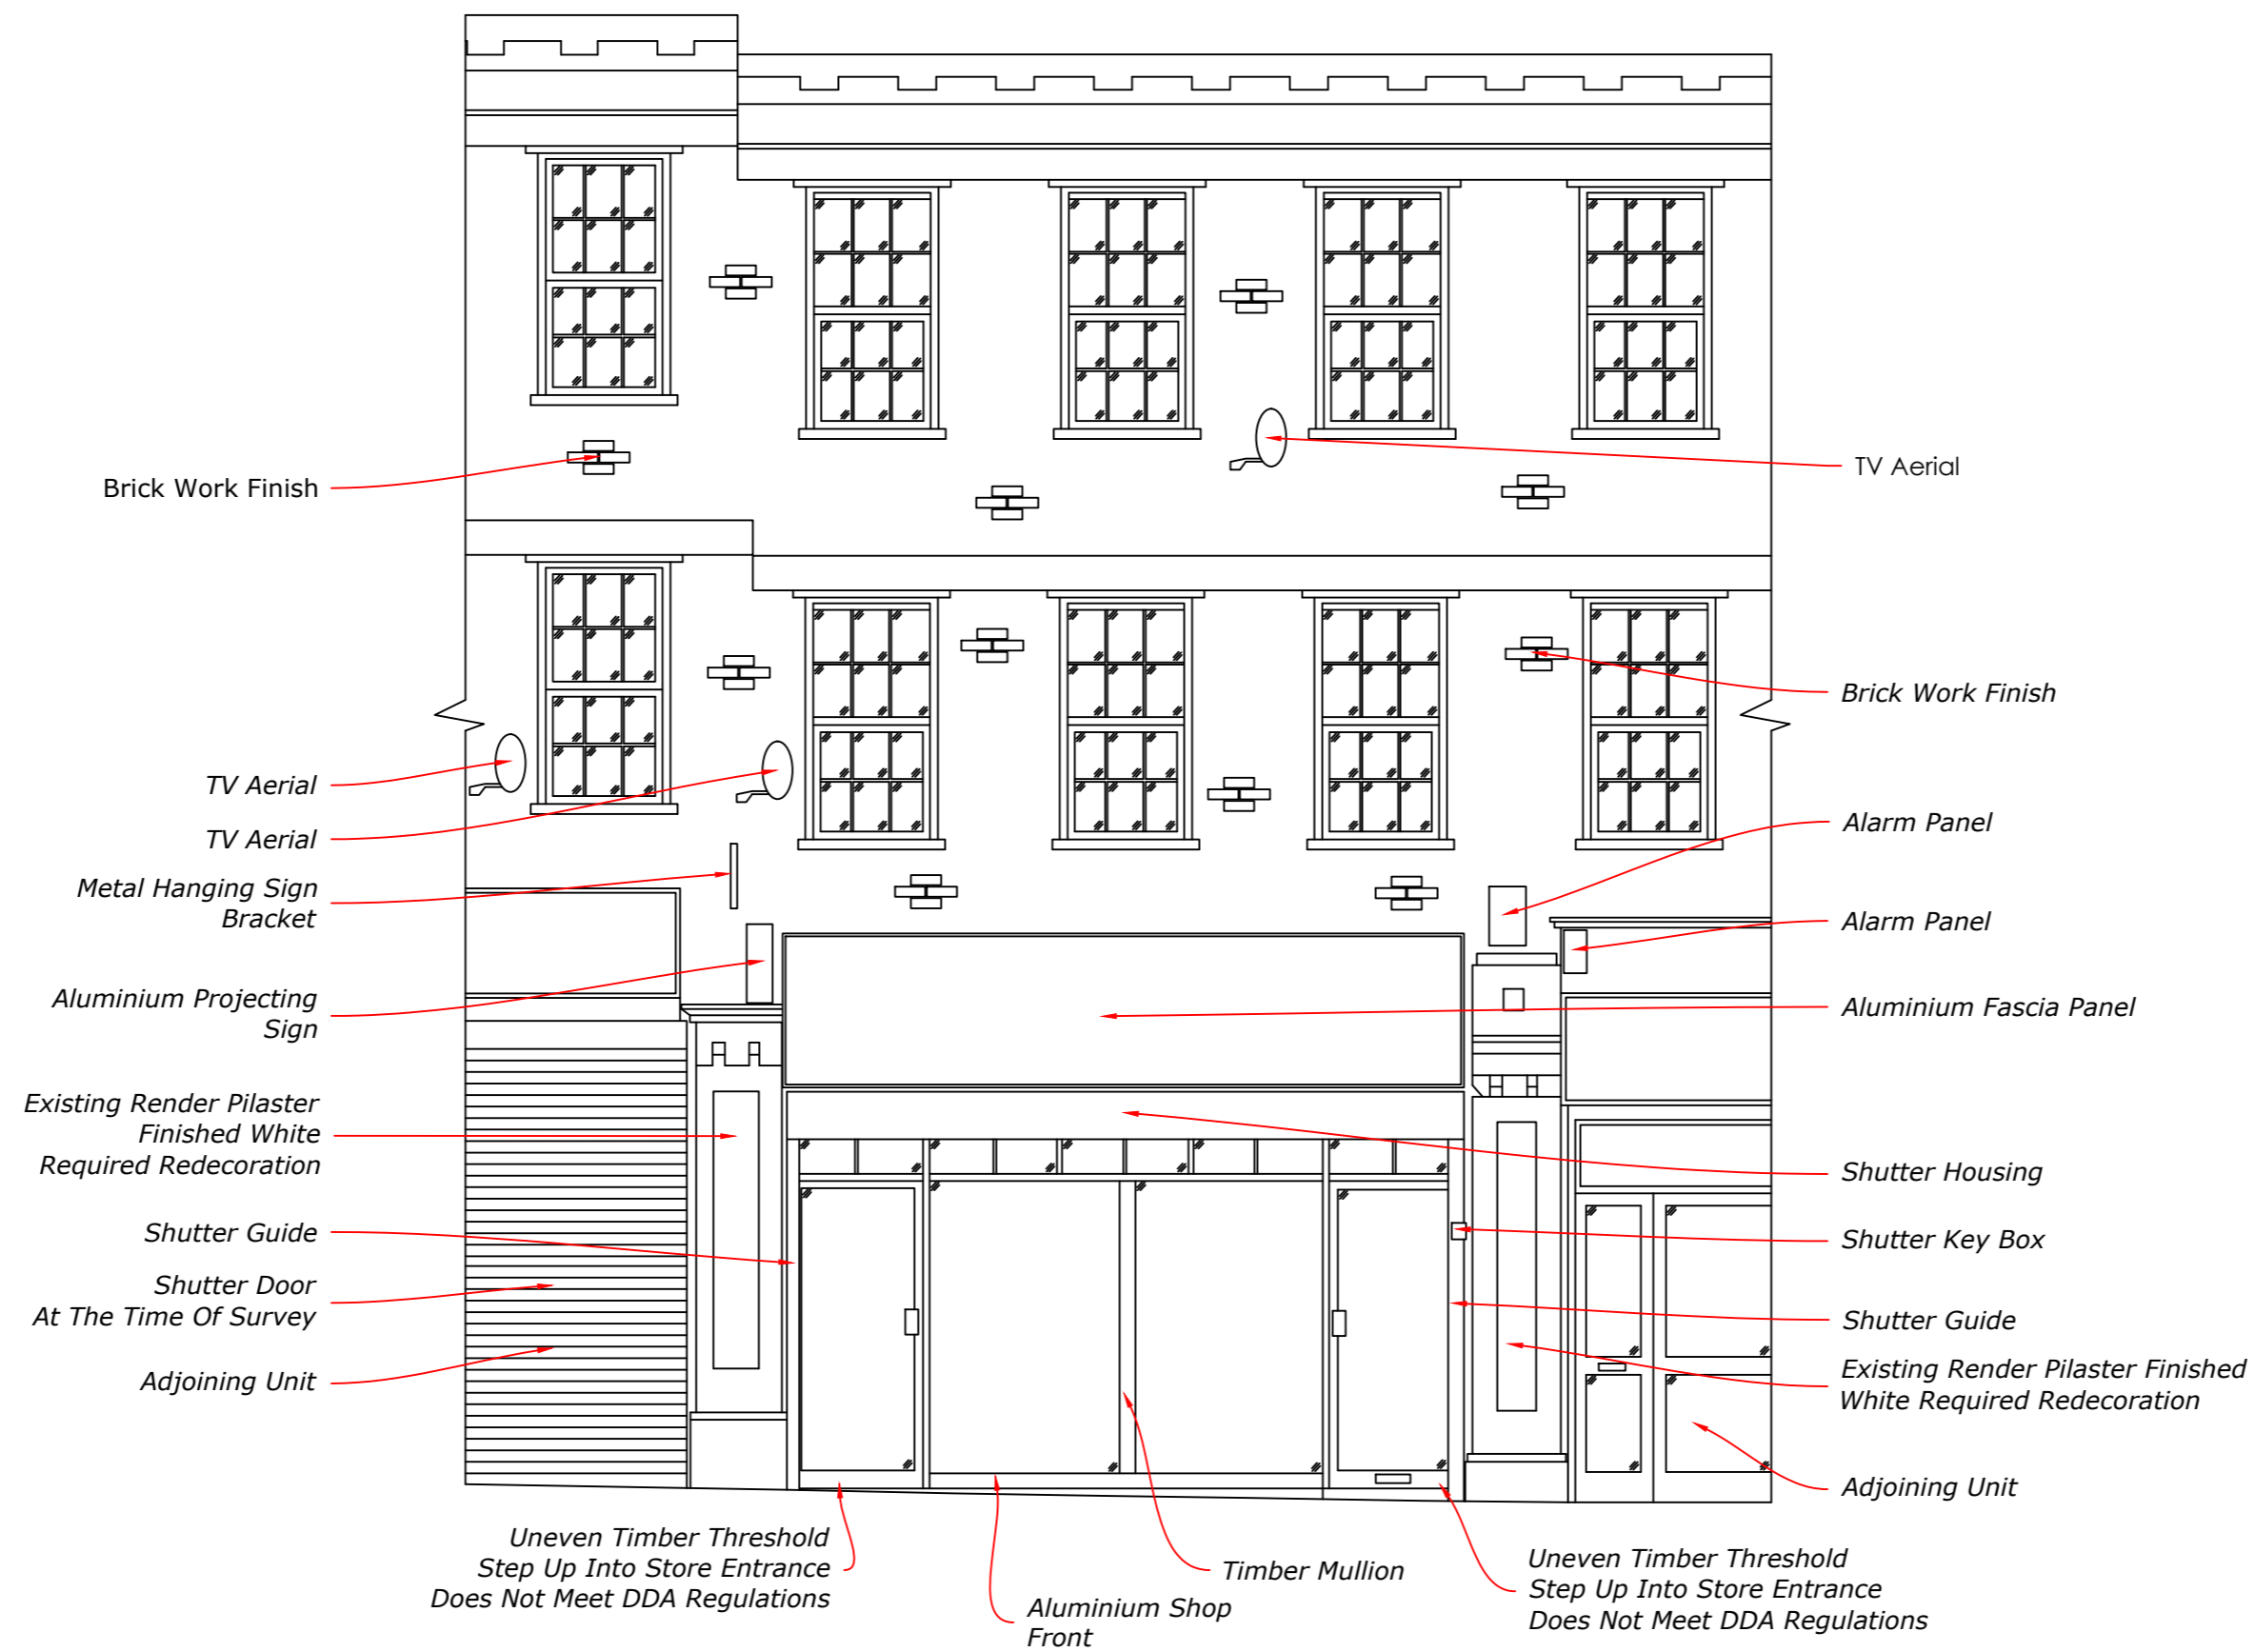 Brick Work Finish
TV Aerial
TV Aerial
Metal Hanging Sign
Bracket
Aluminium Projecting
Sign
Existing Render Pilaster
Finished White
Required Redecoration
Shutter Guide
Shutter Door
At The Time Of Survey
Adjoining Unit
TV Aerial
Brick Work Finish
Alarm Panel
Alarm Panel
Aluminium Fascia Panel
Shutter Housing
Shutter Key Box
Shutter Guide
Existing Render Pilaster Finished
White Required Redecoration
Adjoining Unit
Uneven Timber Threshold
Step Up Into Store Entrance
Does Not Meet DDA Regulations
Aluminium Shop
Front
Timber Mullion
Uneven Timber Threshold
Step Up Into Store Entrance
Does Not Meet DDA Regulations